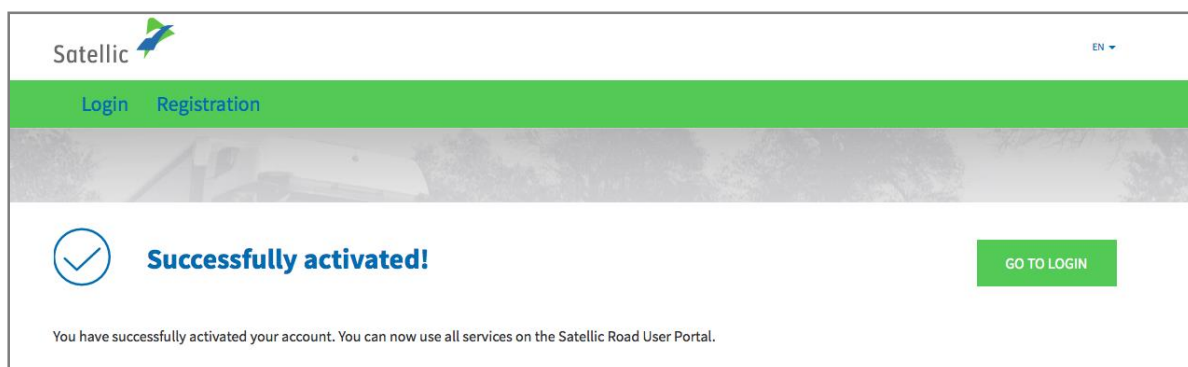 Satellic
EN
Login Registration
Successfully activated!
GO TO LOGIN
You have successfully activated your account. You can now use all services on the Satellic Road User Portal.